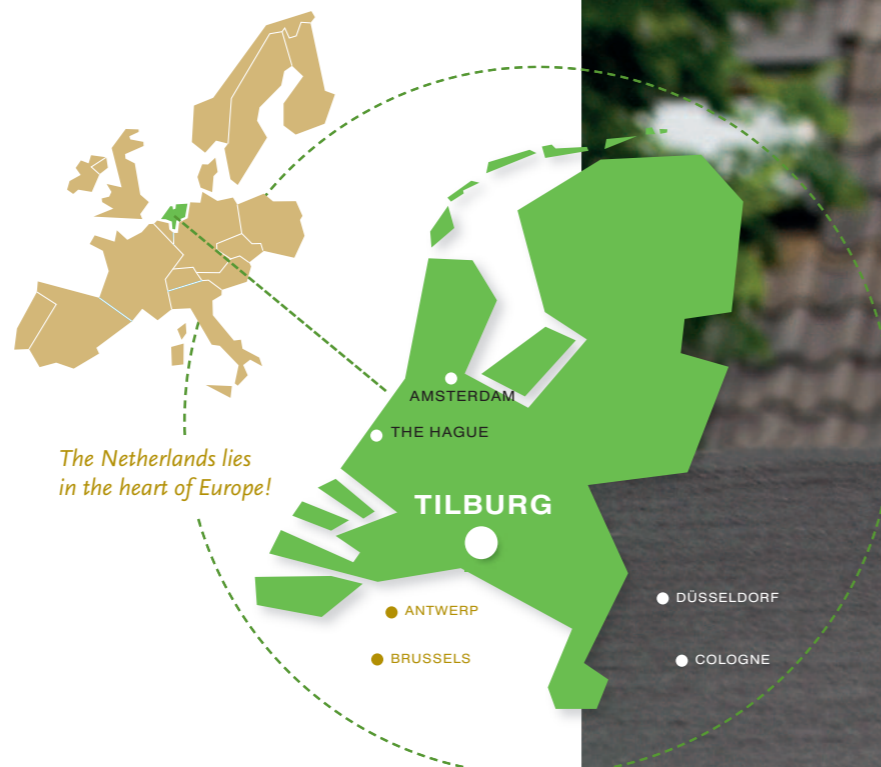 AMSTERDAM
THE HAGUE
The Netherlands lies
in the heart of Europe!
TILBURG
DÜSSELDORF
ANTWERP
BRUSSELS
COLOGNE